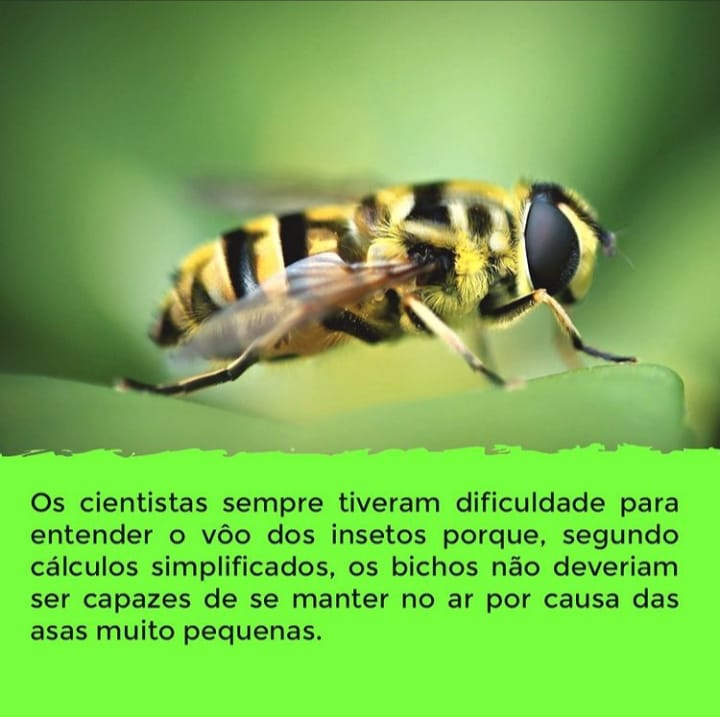 Os cientistas sempre tiveram dificuldade para
entender o vôo dos insetos porque, segundo
cálculos simplificados, os bichos não deveriam
ser capazes de se manter no ar por causa das
asas muito pequenas.